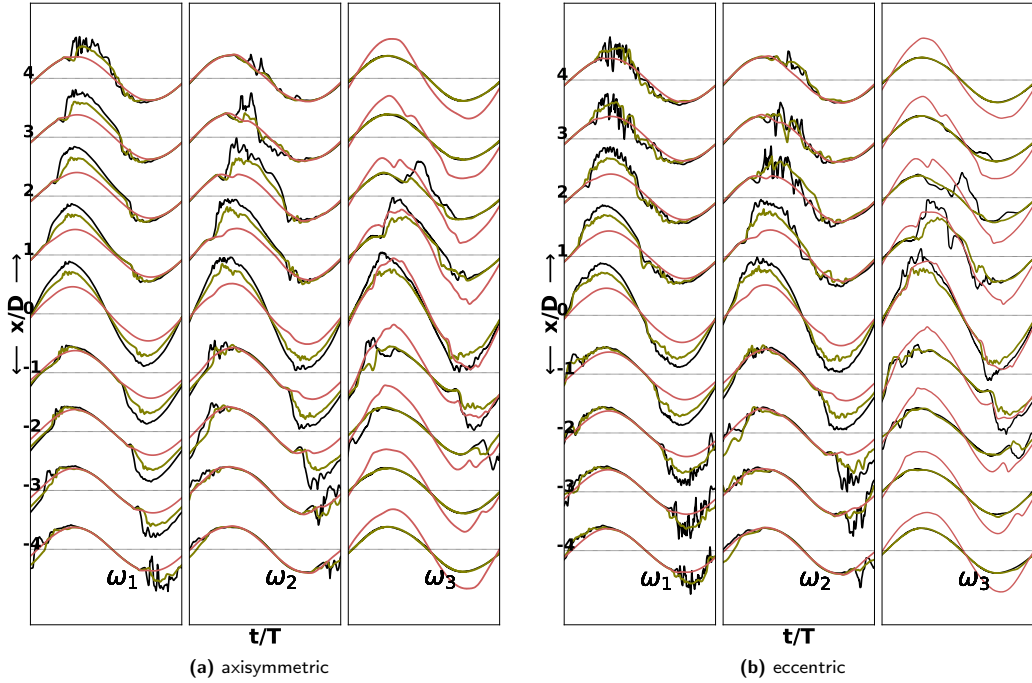 4
3
2
1
0
-1
-2
-3
-4
← x/D →
ω1 ω2 ω3
t/T
(a) axisymmetric
4
3
2
1
0
-1
-2
-3
-4
← x/D →
ω1 ω2 ω3
t/T
(b) eccentric